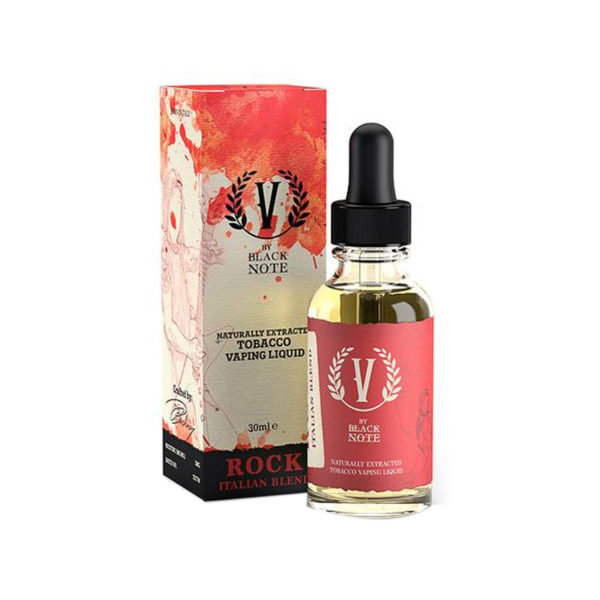 V
BY
BLACK
NOTE
NATURALLY EXTRACTED
TOBACCO
VAPING LIQUID
30ml e
ROCK
ITALIAN BLEND
Crafted by:
ITALIAN BLEND
V
BY
BLACK
NOTE
NATURALLY EXTRACTED
TOBACCO VAPING LIQUID